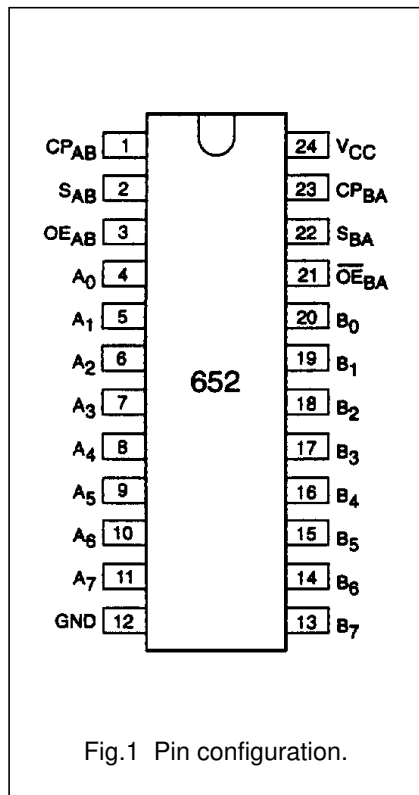 CPAB 1 24 VCC
SAB 2 23 CPBA
OEAB 3 22 SBA
A0 4 21 OEBA
A1 5 20 B0
A2 6 19 B1
A3 7 18 B2
652
A4 8 17 B3
A5 9 16 B4
A6 10 15 B5
A7 11 14 B6
GND 12 13 B7
Fig.1 Pin configuration.